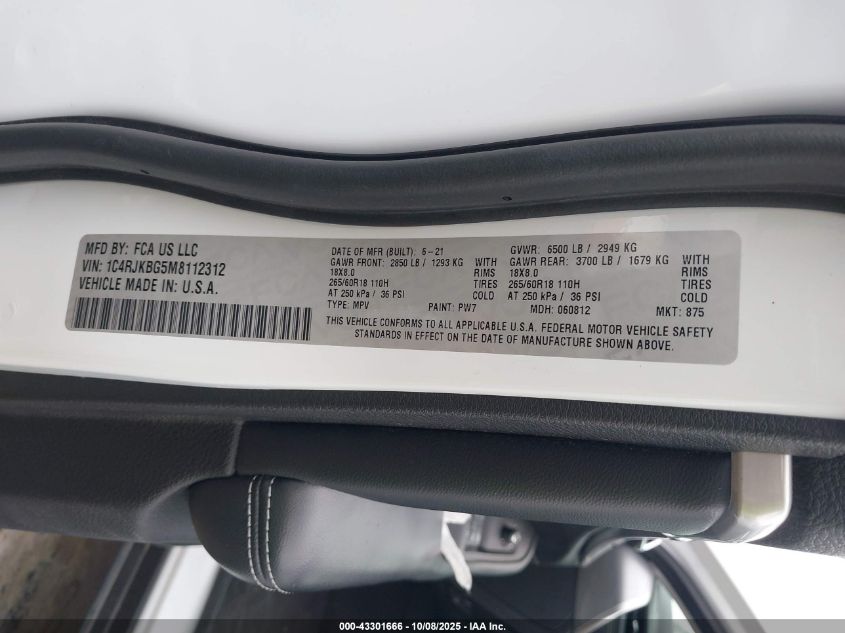 MFD BY: FCA US LLC
VIN: 1C4RJKBG5M8112312
VEHICLE MADE IN: U.S.A.
DATE OF MFR (BUILT): 6-21
GAWR FRONT: 2850 LB / 1293 KG WITH
18X8.0 RIMS
265/60R18 110H TIRES
AT 250 kPa / 36 PSI COLD
TYPE: MPV PAINT: PW7
GVWR: 6500 LB / 2949 KG
GAWR REAR: 3700 LB / 1679 KG WITH
18X8.0 RIMS
265/60R18 110H TIRES
AT 250 kPa / 36 PSI COLD
MDH: 060812 MKT: 875
THIS VEHICLE CONFORMS TO ALL APPLICABLE U.S.A. FEDERAL MOTOR VEHICLE SAFETY
STANDARDS IN EFFECT ON THE DATE OF MANUFACTURE SHOWN ABOVE.
000-43301666 - 10/08/2025 - IAA Inc.